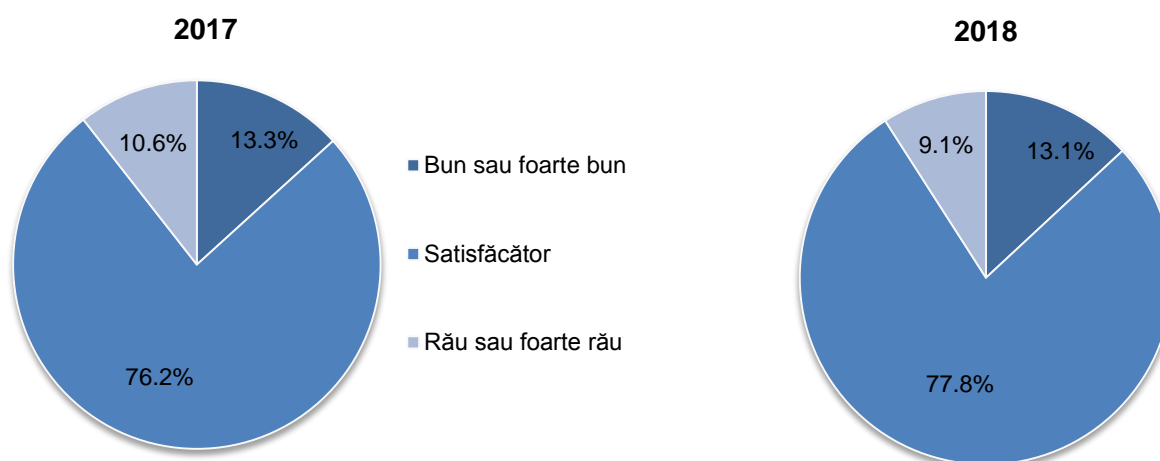 2017
10.6%
13.3%
76.2%
Bun sau foarte bun
Satisfăcător
Rău sau foarte rău
2018
9.1%
13.1%
77.8%